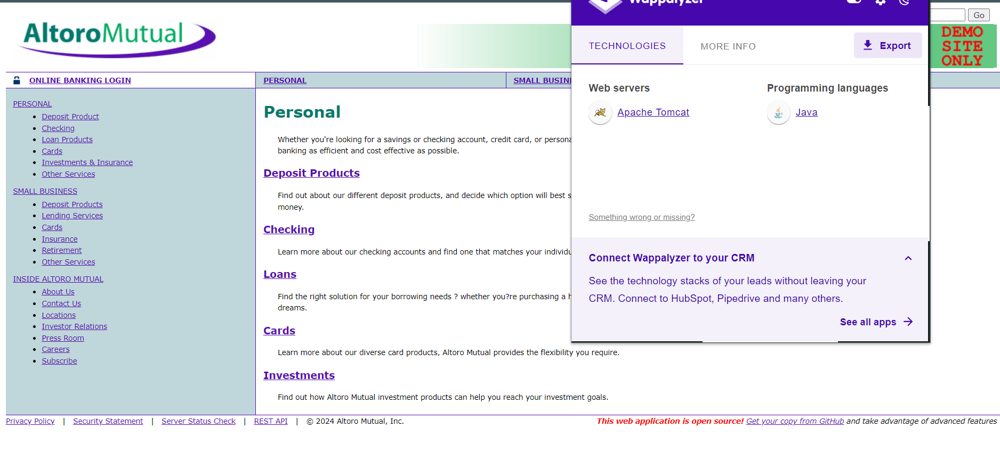 AltoroMutual
Go
DEMO
SITE
ONLY
ONLINE BANKING LOGIN
PERSONAL
PERSONAL
Deposit Product
Checking
Loan Products
Cards
Investments & Insurance
Other Services
SMALL BUSINESS
Deposit Products
Lending Services
Cards
Insurance
Retirement
Other Services
INSIDE ALTORO MUTUAL
About Us
Contact Us
Locations
Investor Relations
Press Room
Careers
Subscribe
SMALL
Personal
Whether you're looking for a savings or checking account, credit card, or
banking as efficient and cost effective as possible.
Deposit Products
Find out about our different deposit products, and decide which option will best
money.
Checking
Learn more about our checking accounts and find one that matches your
Loans
Find the right solution for your borrowing needs ? whether you?re purchasing a
dreams.
Cards
Learn more about our diverse card products, Altoro Mutual provides the flexibility you require.
Investments
Find out how Altoro Mutual investment products can help you reach your investment goals.
Wappalyzer
TECHNOLOGIES
MORE INFO
Export
Web servers
Apache Tomcat
Programming languages
Java
Something wrong or missing?
Connect Wappalyzer to your CRM
See the technology stacks of your leads without leaving your
CRM. Connect to HubSpot, Pipedrive and many others.
See all apps
Privacy Policy | Security Statement | Server Status Check | REST API | © 2024 Altoro Mutual, Inc.
This web application is open source! Get your copy from GitHub and take advantage of advanced features